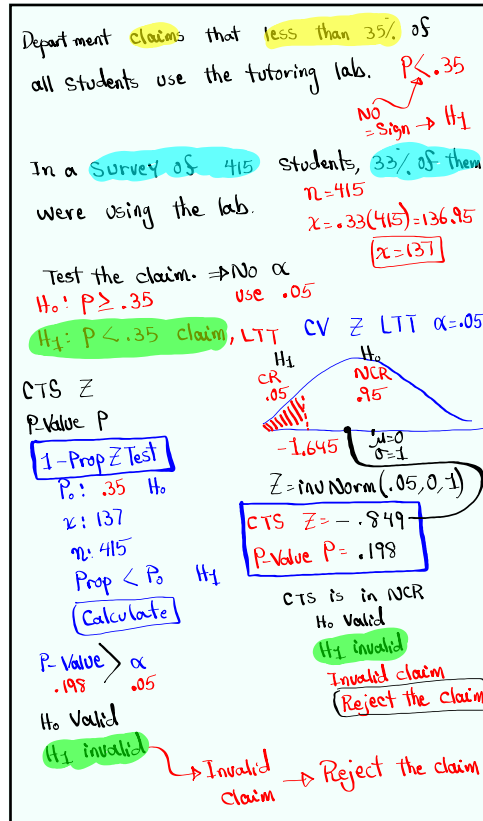 Department claims that less than 35% of
all students use the tutoring lab. P < .35
NO
= Sign → H₁
In a Survey of 415 Students, 33% of them
were using the lab.
n=415
x = .33(415) = 136.95
x=137
Test the claim. ⇒ No α
use .05
H₀: P ≥ .35
H₁: P < .35 claim, LTT
CV Z LTT α=.05
H₁ H₀
CR NCR
.05 .95
-1.645 μ=0
σ=1
Z = invNorm(.05,0,1)
CTS Z = -.849
P-Value P = .198
CTS is in NCR
H₀ Valid
H₁ invalid
Invalid claim
Reject the Claim
CTS Z
P-Value P
1-Prop Z Test
P₀: .35 H₀
x: 137
n: 415
Prop < P₀ H₁
Calculate
P-Value > α
.198 .05
H₀ Valid
H₁ invalid → Invalid claim → Reject the claim